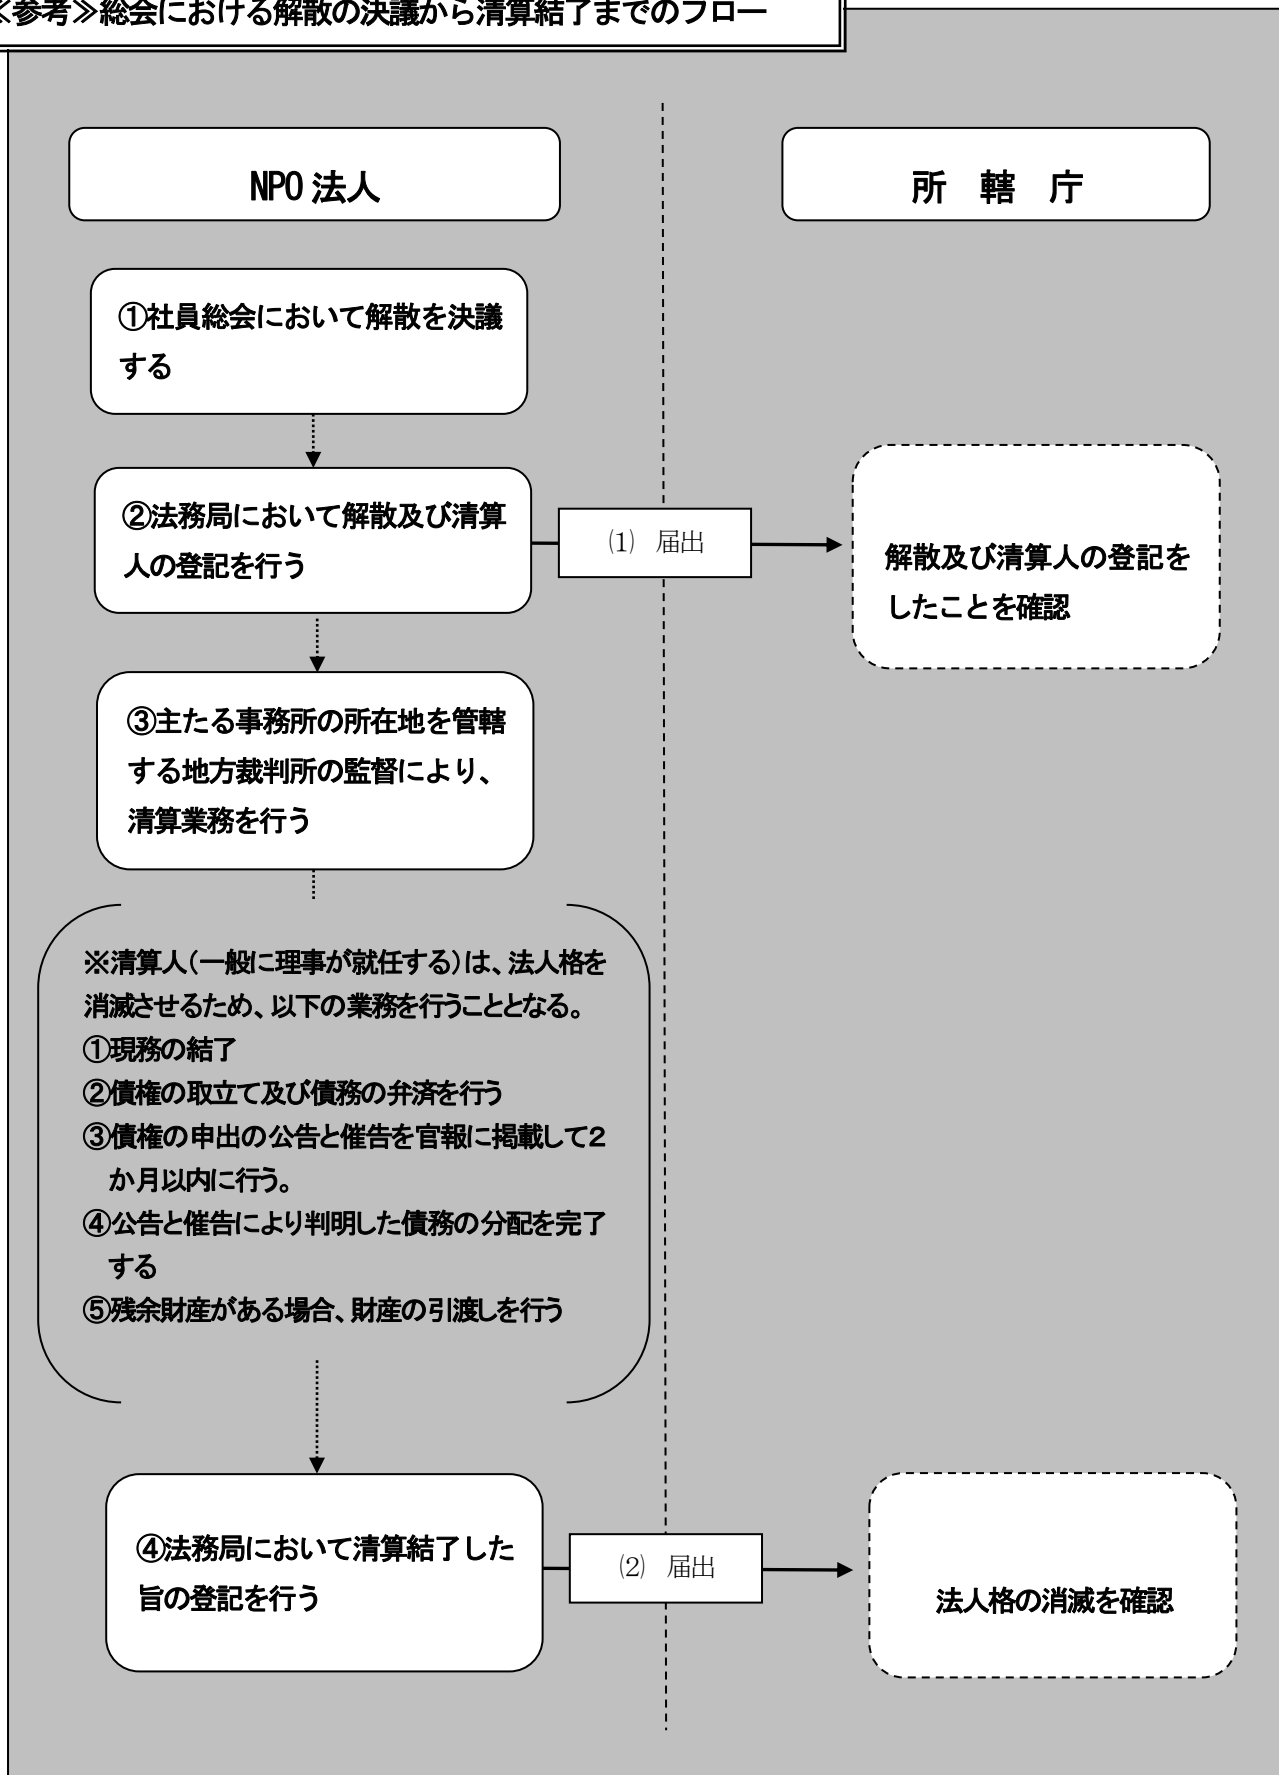 ≪参考≫総会における解散の決議から清算結了までのフロー
NPO法人
所　轄　庁
①社員総会において解散を決議
する
②法務局において解散及び清算
人の登記を行う
⑴　届出
解散及び清算人の登記を
したことを確認
③主たる事務所の所在地を管轄
する地方裁判所の監督により、
清算業務を行う
※清算人（一般に理事が就任する）は、法人格を
消滅させるため、以下の業務を行うこととなる。
①現務の結了
②債権の取立て及び債務の弁済を行う
③債権の申出の公告と催告を官報に掲載して２
か月以内に行う。
④公告と催告により判明した債務の分配を完了
する
⑤残余財産がある場合、財産の引渡しを行う
④法務局において清算結了した
旨の登記を行う
⑵　届出
法人格の消滅を確認